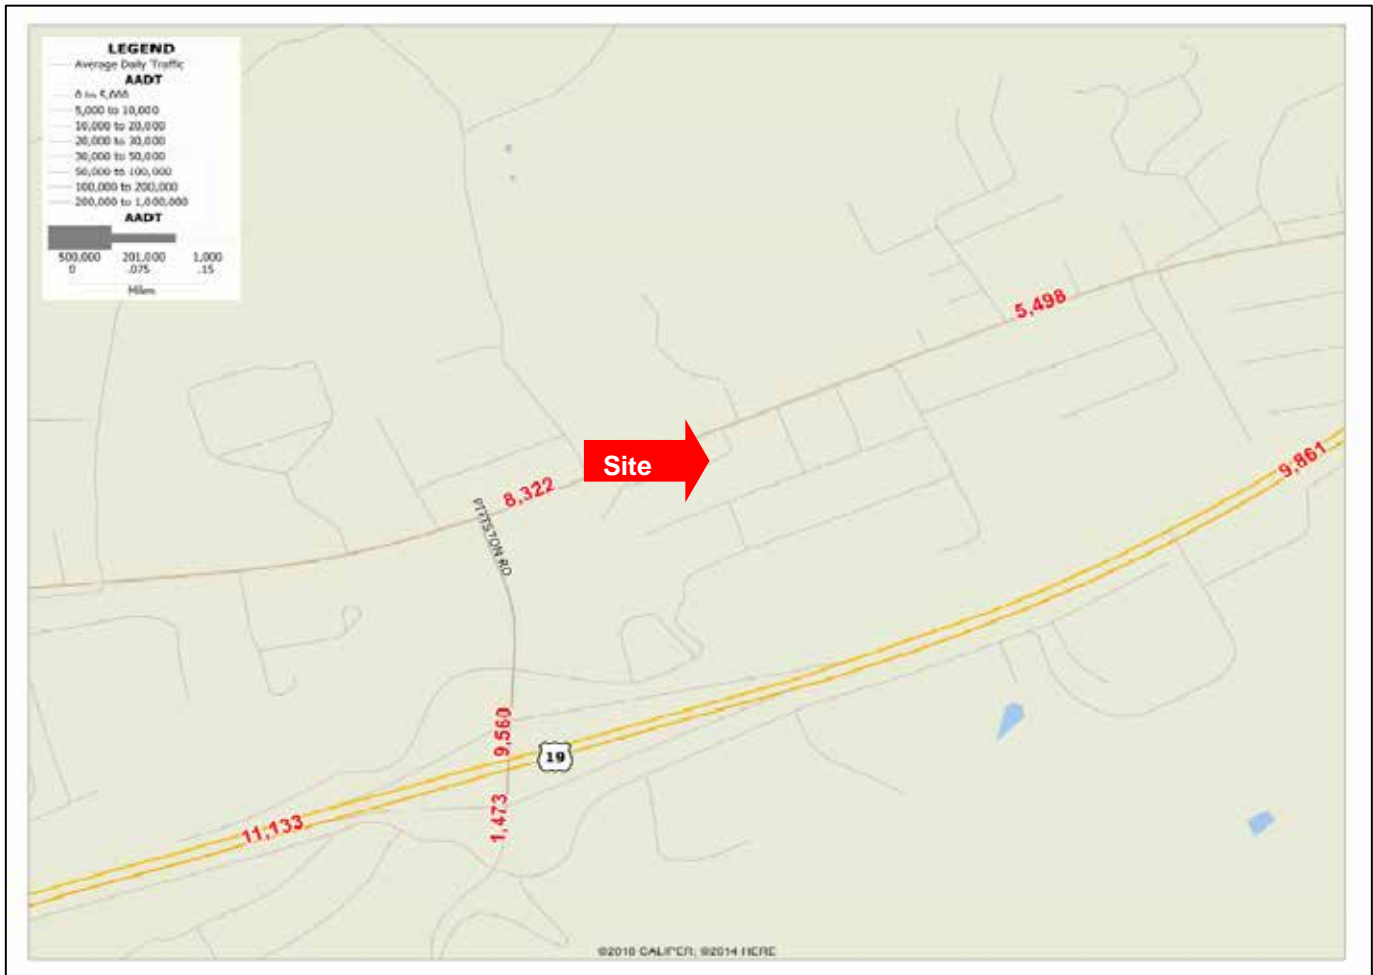 LEGEND
Average Daily Traffic
AADT
0 to 5,000
5,000 to 10,000
10,000 to 20,000
20,000 to 30,000
30,000 to 50,000
50,000 to 100,000
100,000 to 200,000
200,000 to 1,000,000
AADT
500,000 201,000 1,000
0 .075 .15
Miles
5,498
Site
9,861
8,322
PITTSTON RD
9,560
19
1,473
11,133
©2010 CALIPER; ©2014 HERE